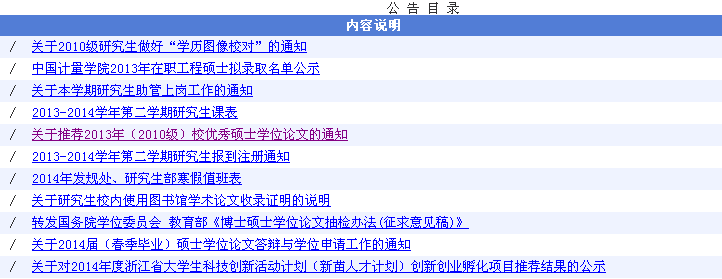 公 告 目 录
内容说明
/ 关于2010级研究生做好“学历图像校对”的通知
/ 中国计量学院2013年在职工程硕士拟录取名单公示
/ 关于本学期研究生助管上岗工作的通知
/ 2013-2014学年第二学期研究生课表
/ 关于推荐2013年（2010级）校优秀硕士学位论文的通知
/ 2013-2014学年第二学期研究生报到注册通知
/ 2014年发规处、研究生部寒假值班表
/ 关于研究生校内使用图书馆学术论文收录证明的说明
/ 转发国务院学位委员会 教育部《博士硕士学位论文抽检办法(征求意见稿)》
/ 关于2014届（春季毕业）硕士学位论文答辩与学位申请工作的通知
/ 关于对2014年度浙江省大学生科技创新活动计划（新苗人才计划）创新创业孵化项目推荐结果的公示